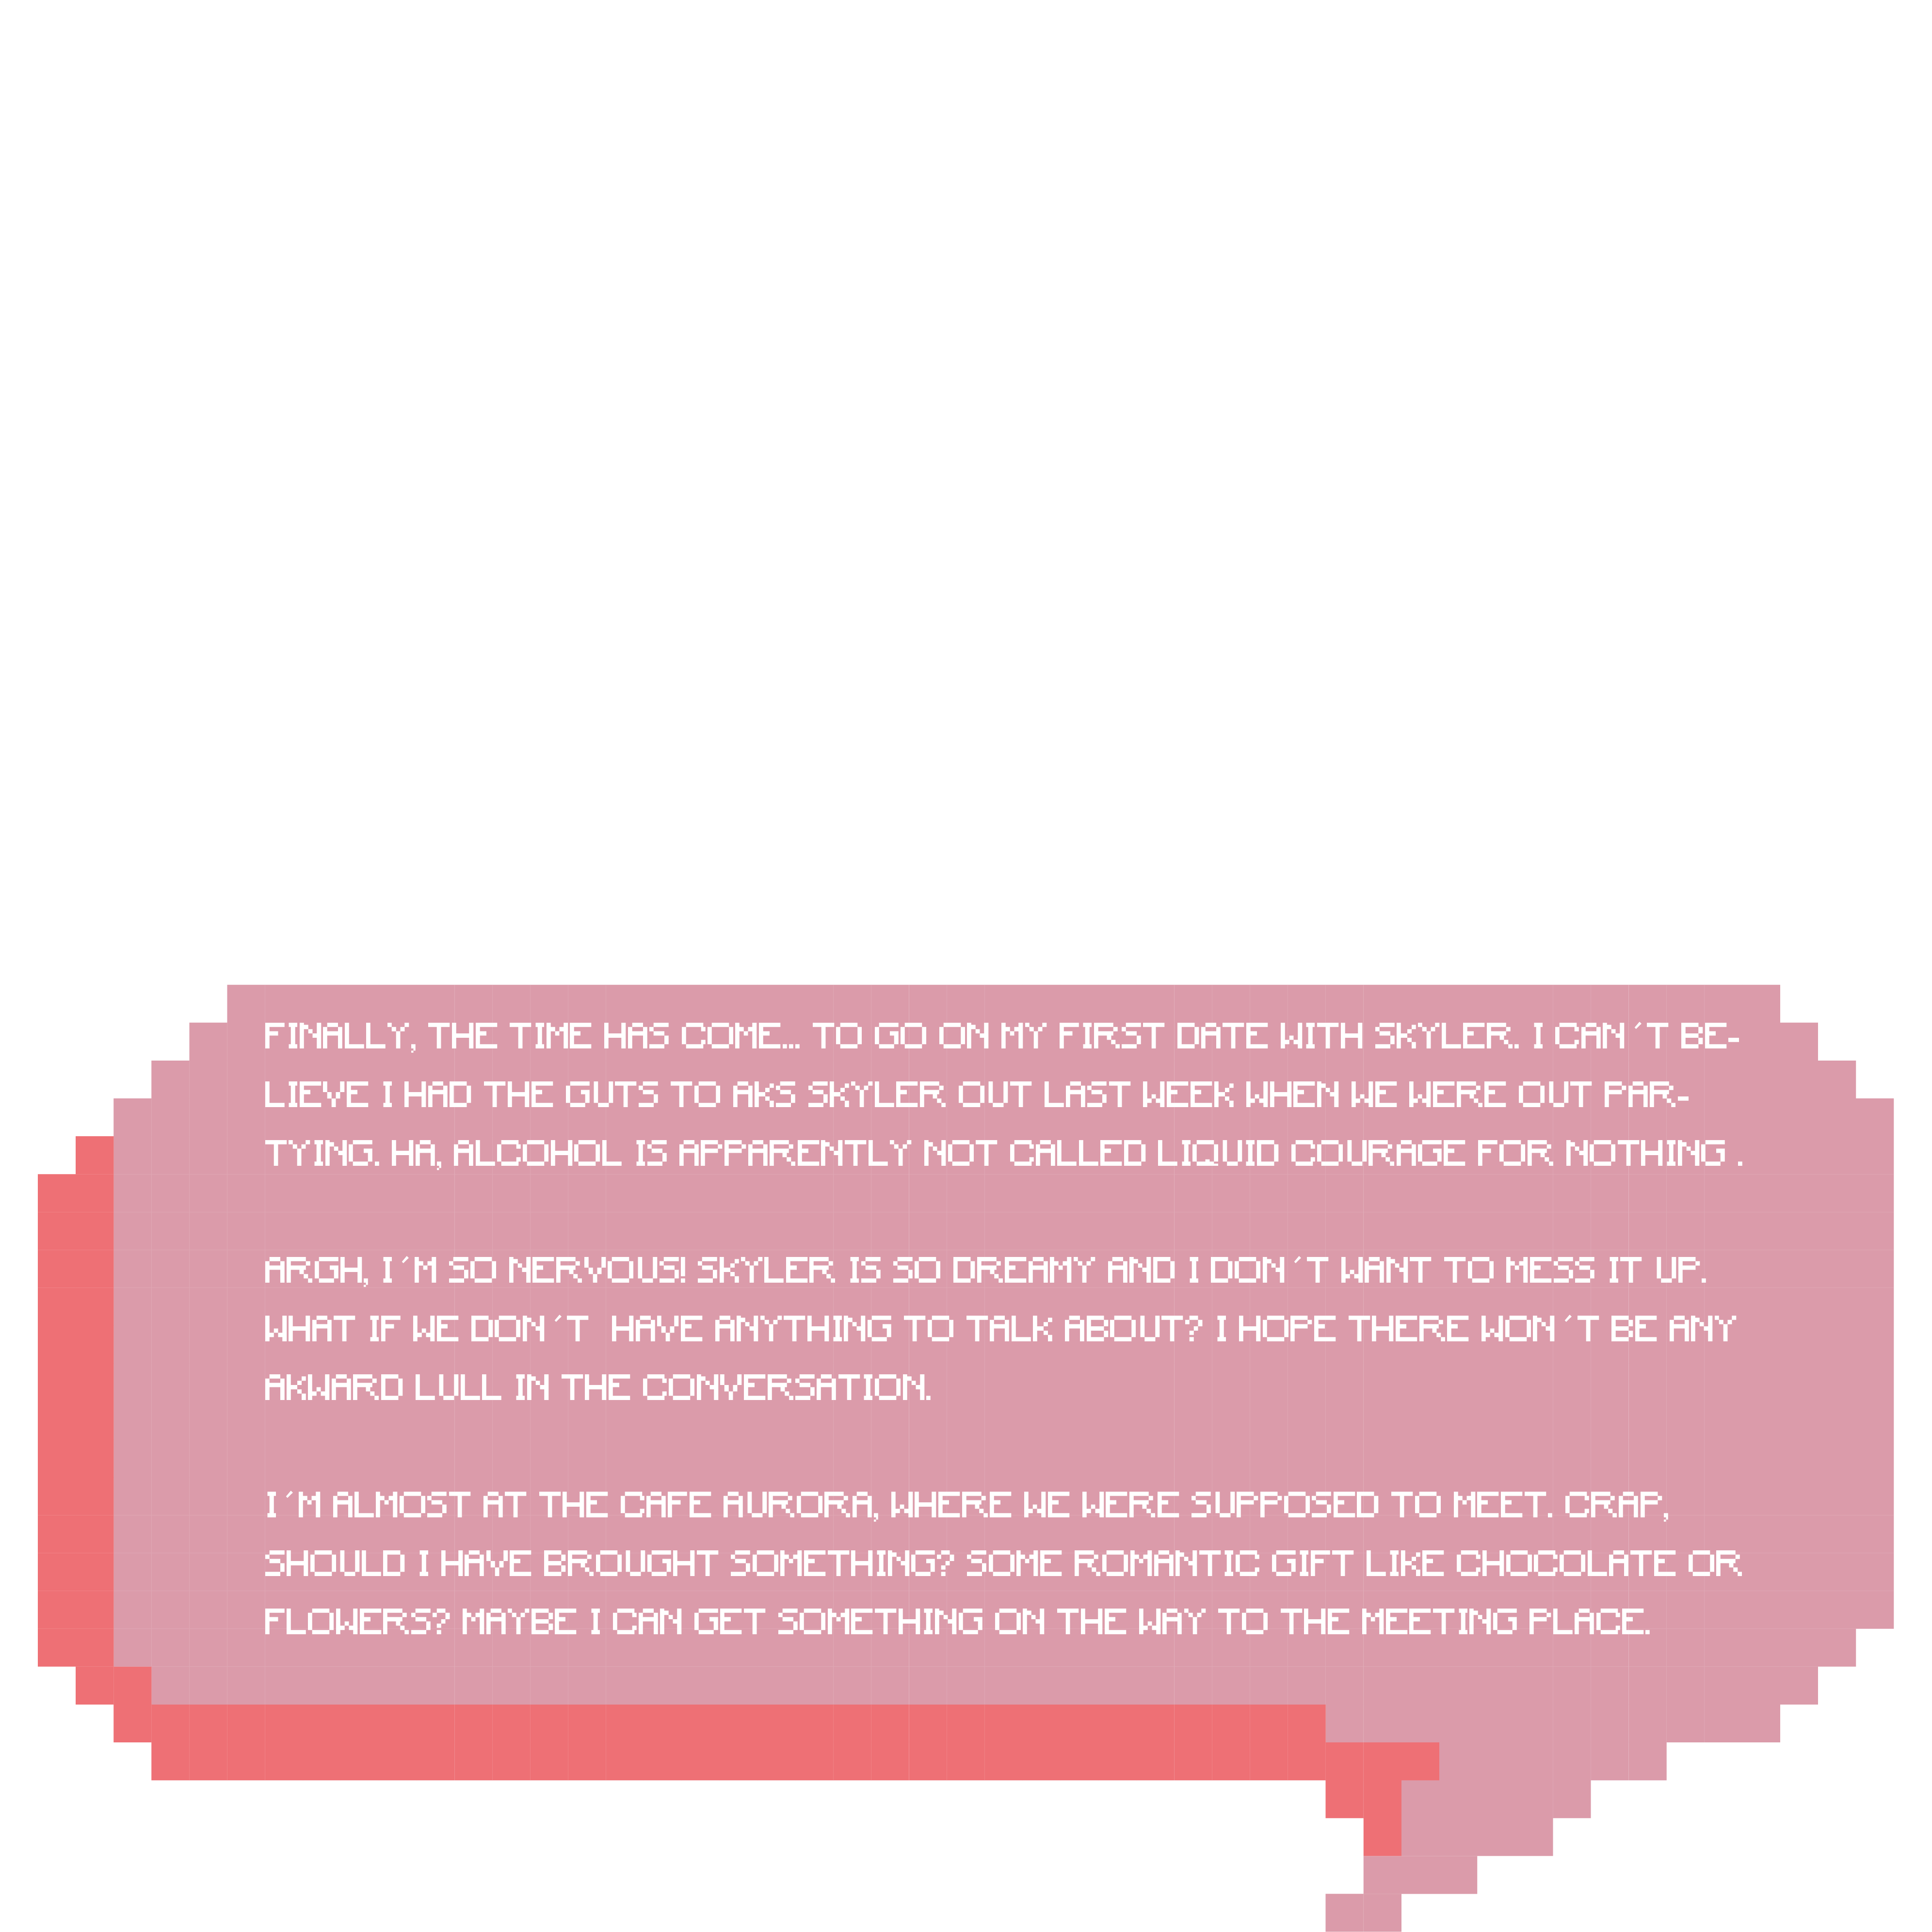 FINALLY, THE TIME HAS COME... TO GO ON MY FIRST DATE WITH SKYLER.. I CAN´T BE-
LIEVE I HAD THE GUTS TO AKS SKYLER OUT LAST WEEK WHEN WE WERE OUT PAR-
TYING. HA, ALCOHOL IS APPARENTLY NOT CALLED LIQUID COURAGE FOR NOTHING .
ARGH, I´M SO NERVOUS! SKYLER IS SO DREAMY AND I DON´T WANT TO MESS IT UP.
WHAT IF WE DON´T HAVE ANYTHING TO TALK ABOUT? I HOPE THERE WON´T BE ANY
AKWARD LULL IN THE CONVERSATION.
I´M ALMOST AT THE CAFE AURORA, WHERE WE WERE SUPPOSED TO MEET. CRAP,
SHOULD I HAVE BROUGHT SOMETHING? SOME ROMANTIC GIFT LIKE CHOCOLATE OR
FLOWERS? MAYBE I CAN GET SOMETHING ON THE WAY TO THE MEETING PLACE.